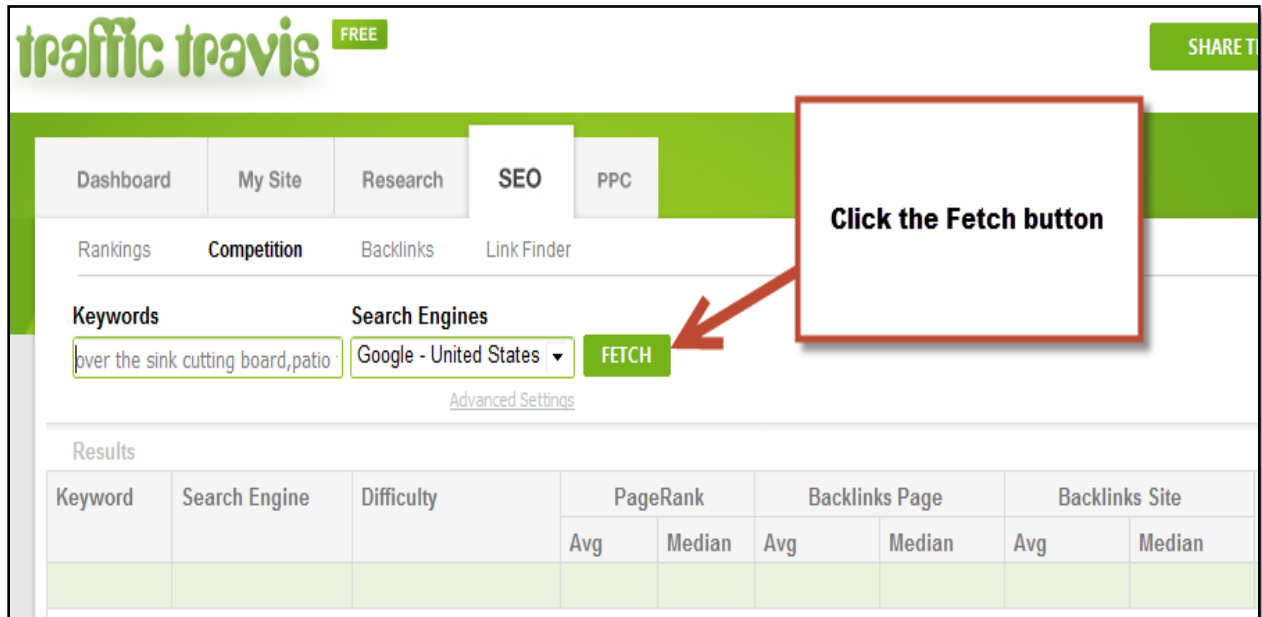 traffic travis FREE
SHARE
Dashboard My Site Research SEO PPC
Click the Fetch button
Rankings Competition Backlinks Link Finder
Keywords Search Engines
over the sink cutting board,patio Google - United States FETCH
Advanced Settings
Results
Keyword Search Engine Difficulty PageRank Backlinks Page Backlinks Site
Avg Median Avg Median Avg Median